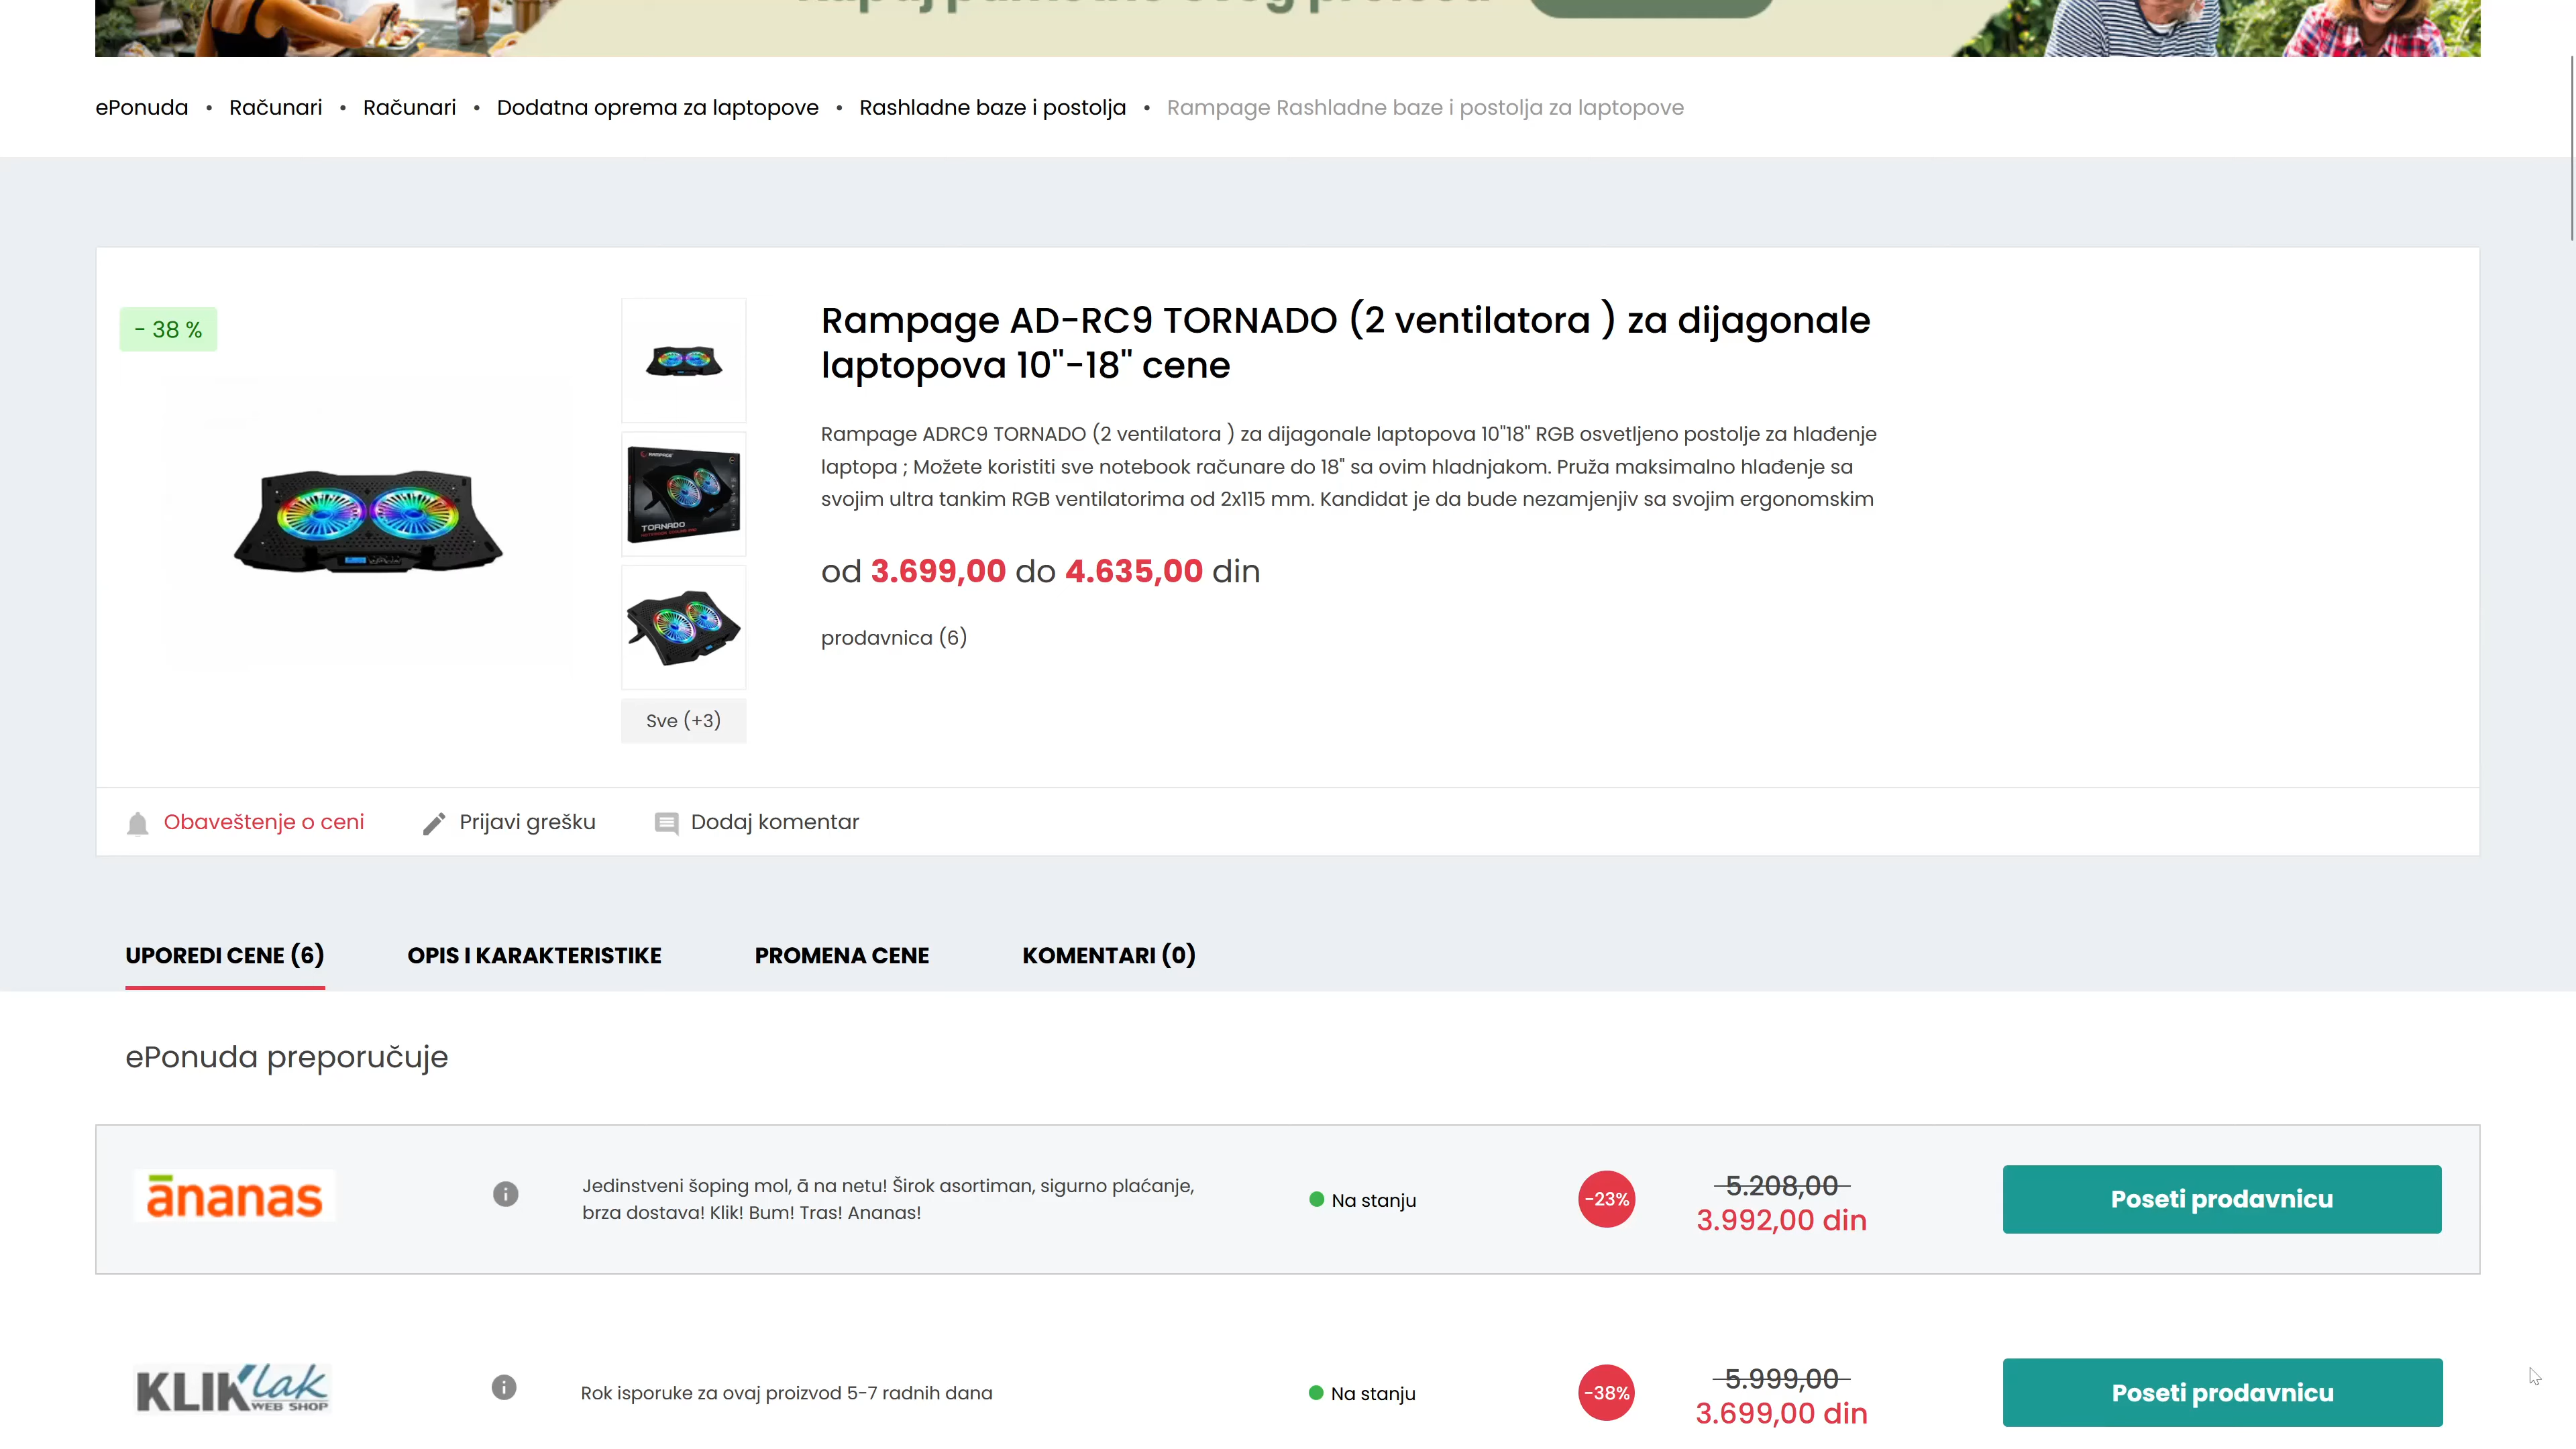 ePonuda • Računari • Računari • Dodatna oprema za laptopove • Rashladne baze i postolja • Rampage Rashladne baze i postolja za laptopove
- 38 %
Rampage AD-RC9 TORNADO (2 ventilatora ) za dijagonale
laptopova 10"-18" cene
Rampage ADRC9 TORNADO (2 ventilatora ) za dijagonale laptopova 10"18" RGB osvetljeno postolje za hlađenje
laptopa ; Možete koristiti sve notebook računare do 18" sa ovim hladnjakom. Pruža maksimalno hlađenje sa
svojim ultra tankim RGB ventilatorima od 2x115 mm. Kandidat je da bude nezamjenjiv sa svojim ergonomskim
od 3.699,00 do 4.635,00 din
prodavnica (6)
RAMPAGE
TORNADO
Sve (+3)
Obaveštenje o ceni
Prijavi grešku
Dodaj komentar
UPOREDI CENE (6)
OPIS I KARAKTERISTIKE
PROMENA CENE
KOMENTARI (0)
ePonuda preporučuje
ānanas
Jedinstveni šoping mol, ā na netu! Širok asortiman, sigurno plaćanje,
brza dostava! Klik! Bum! Tras! Ananas!
Na stanju
-23%
5.208,00
3.992,00 din
Poseti prodavnicu
KLIKlak
WEB SHOP
Rok isporuke za ovaj proizvod 5-7 radnih dana
Na stanju
-38%
5.999,00
3.699,00 din
Poseti prodavnicu